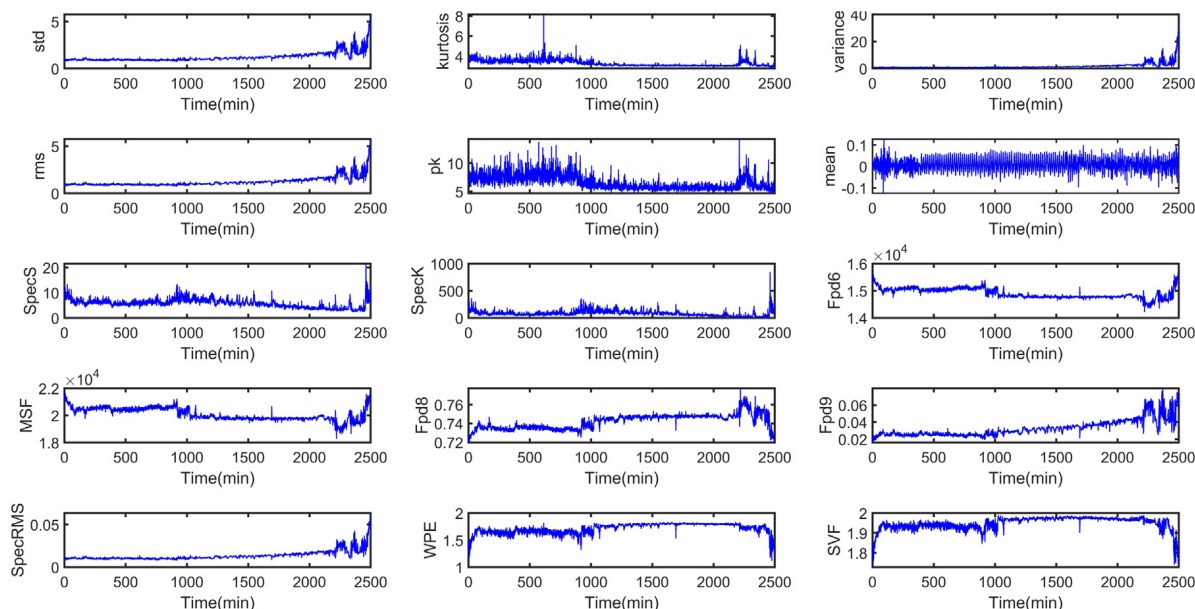 std
5
0
0 500 1000 1500 2000 2500
Time(min)
kurtosis
8
6
4
0 500 1000 1500 2000 2500
Time(min)
variance
40
20
0
0 500 1000 1500 2000 2500
Time(min)
rms
5
0
0 500 1000 1500 2000 2500
Time(min)
pk
10
5
0 500 1000 1500 2000 2500
Time(min)
mean
0.1
0
-0.1
0 500 1000 1500 2000 2500
Time(min)
SpecS
20
10
0
0 500 1000 1500 2000 2500
Time(min)
SpecK
1000
500
0
0 500 1000 1500 2000 2500
Time(min)
Fpd6
×10⁴
1.6
1.5
1.4
0 500 1000 1500 2000 2500
Time(min)
MSF
×10⁴
2.2
2
1.8
0 500 1000 1500 2000 2500
Time(min)
Fpd8
0.76
0.74
0.72
0 500 1000 1500 2000 2500
Time(min)
Fpd9
0.06
0.04
0.02
0 500 1000 1500 2000 2500
Time(min)
SpecRMS
0.05
0
0 500 1000 1500 2000 2500
Time(min)
WPE
2
1.5
1
0 500 1000 1500 2000 2500
Time(min)
SVF
2
1.9
1.8
0 500 1000 1500 2000 2500
Time(min)